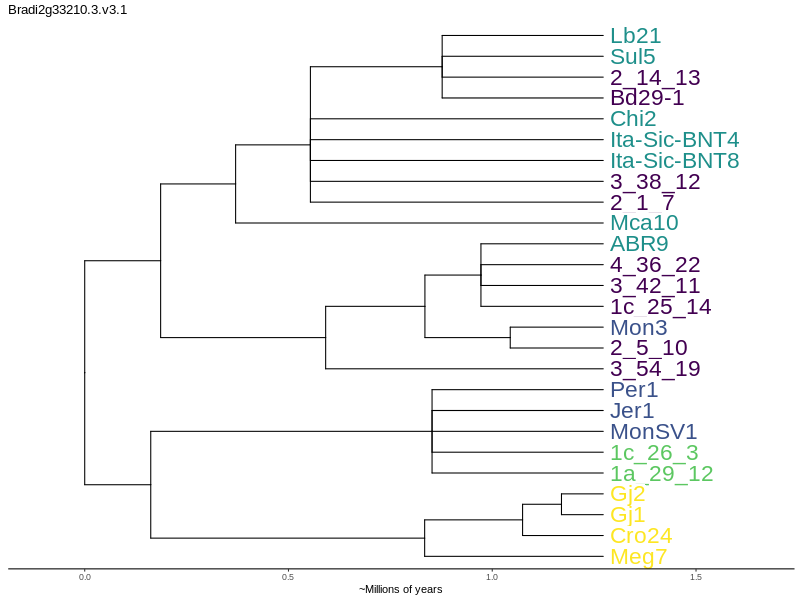 Bradi2g33210.3.v3.1
Lb21
Sul5
2_14_13
Bd29-1
Chi2
Ita-Sic-BNT4
Ita-Sic-BNT8
3_38_12
2_1_7
Mca10
ABR9
4_36_22
3_42_11
1c_25_14
Mon3
2_5_10
3_54_19
Per1
Jer1
MonSV1
1c_26_3
1a_29_12
Gj2
Gj1
Cro24
Meg7
0.0 0.5 1.0 1.5
~Millions of years